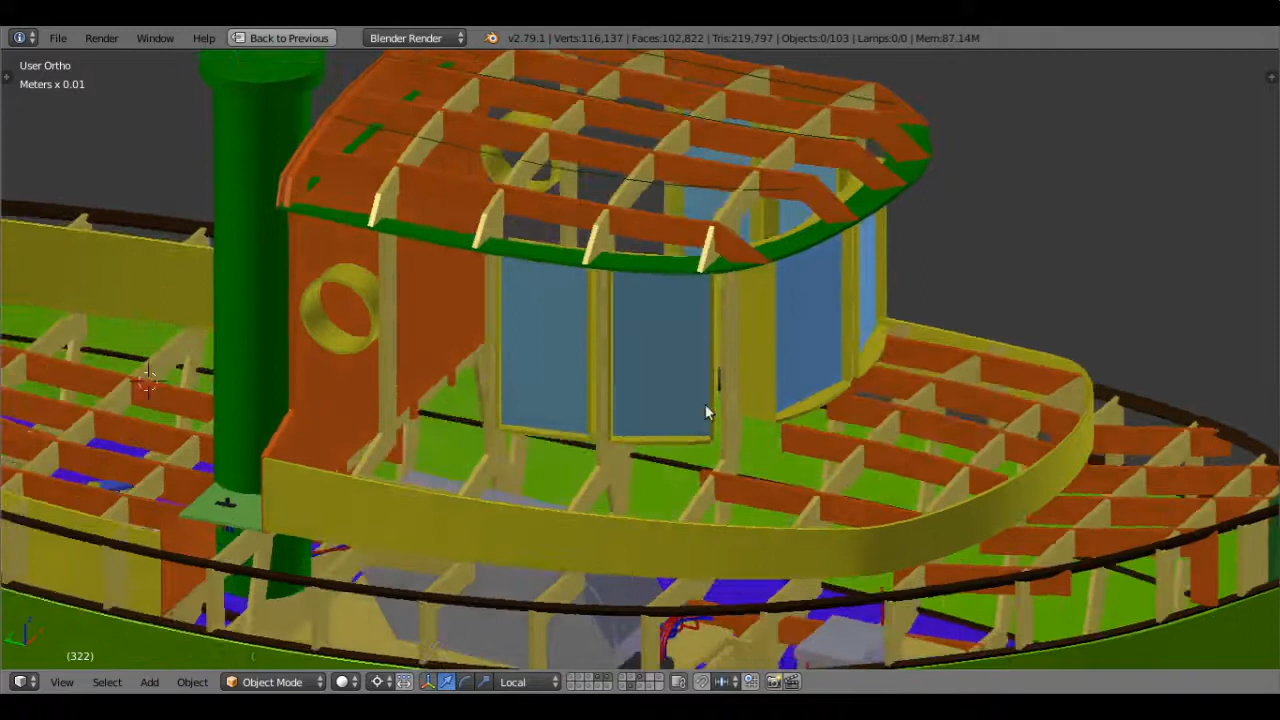 File Render Window Help Back to Previous Blender Render v2.79.1 | Verts:116,137 | Faces:102,822 | Tris:219,797 | Objects:0/103 | Lamps:0/0 | Mem:87.14M
User Ortho
Meters x 0.01
(322)
View Select Add Object Object Mode Local